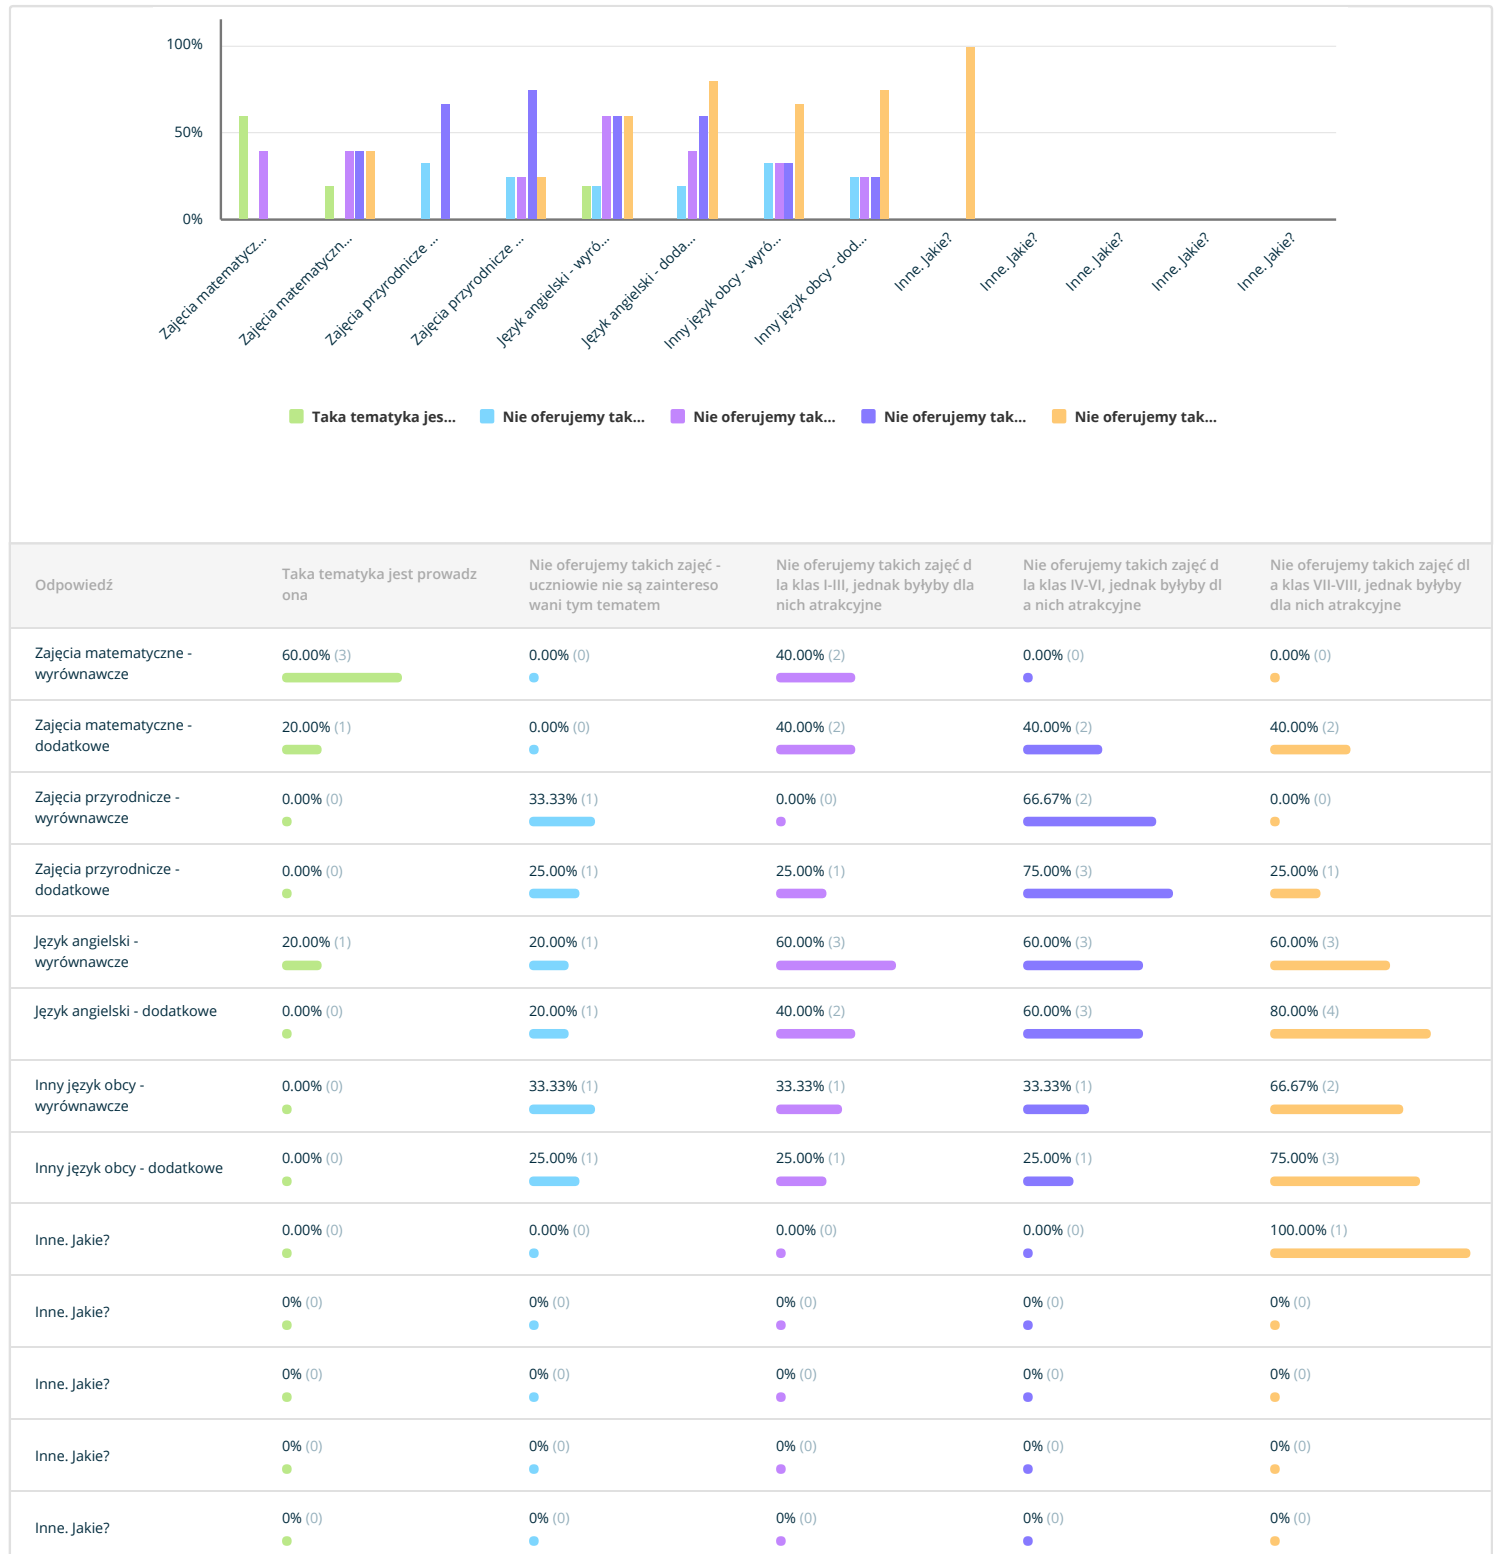 100%
50%
0%
Zajęcia matematycz...
Zajęcia matematyczn...
Zajęcia przyrodnicze ...
Zajęcia przyrodnicze ...
Język angielski - wyró...
Język angielski - doda...
Inny język obcy - wyró...
Inny język obcy - dod...
Inne. Jakie?
Inne. Jakie?
Inne. Jakie?
Inne. Jakie?
Inne. Jakie?
Taka tematyka jes... Nie oferujemy tak... Nie oferujemy tak... Nie oferujemy tak... Nie oferujemy tak...
Odpowiedź
Taka tematyka jest prowadz
ona
Nie oferujemy takich zajęć -
uczniowie nie są zaintereso
wani tym tematem
Nie oferujemy takich zajęć d
la klas I-III, jednak byłyby dla
nich atrakcyjne
Nie oferujemy takich zajęć d
la klas IV-VI, jednak byłyby dl
a nich atrakcyjne
Nie oferujemy takich zajęć dl
a klas VII-VIII, jednak byłyby
dla nich atrakcyjne
Zajęcia matematyczne -
wyrównawcze
60.00% (3) 0.00% (0) 40.00% (2) 0.00% (0) 0.00% (0)
Zajęcia matematyczne -
dodatkowe
20.00% (1) 0.00% (0) 40.00% (2) 40.00% (2) 40.00% (2)
Zajęcia przyrodnicze -
wyrównawcze
0.00% (0) 33.33% (1) 0.00% (0) 66.67% (2) 0.00% (0)
Zajęcia przyrodnicze -
dodatkowe
0.00% (0) 25.00% (1) 25.00% (1) 75.00% (3) 25.00% (1)
Język angielski -
wyrównawcze
20.00% (1) 20.00% (1) 60.00% (3) 60.00% (3) 60.00% (3)
Język angielski - dodatkowe
0.00% (0) 20.00% (1) 40.00% (2) 60.00% (3) 80.00% (4)
Inny język obcy -
wyrównawcze
0.00% (0) 33.33% (1) 33.33% (1) 33.33% (1) 66.67% (2)
Inny język obcy - dodatkowe
0.00% (0) 25.00% (1) 25.00% (1) 25.00% (1) 75.00% (3)
Inne. Jakie?
0.00% (0) 0.00% (0) 0.00% (0) 0.00% (0) 100.00% (1)
Inne. Jakie?
0% (0) 0% (0) 0% (0) 0% (0) 0% (0)
Inne. Jakie?
0% (0) 0% (0) 0% (0) 0% (0) 0% (0)
Inne. Jakie?
0% (0) 0% (0) 0% (0) 0% (0) 0% (0)
Inne. Jakie?
0% (0) 0% (0) 0% (0) 0% (0) 0% (0)